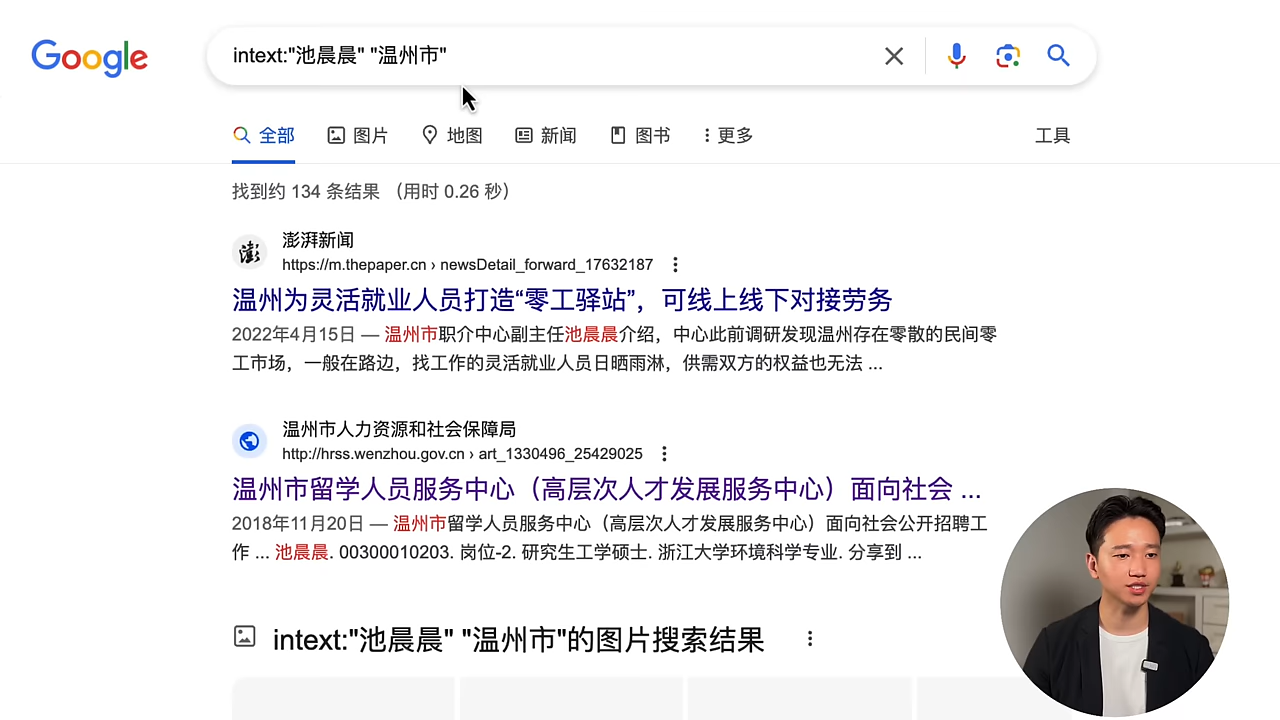 Google
intext:"池晨晨" "温州市"
全部 图片 地图 新闻 图书 更多 工具
找到约 134 条结果 （用时 0.26 秒）
澎
澎湃新闻
https://m.thepaper.cn › newsDetail_forward_17632187
温州为灵活就业人员打造“零工驿站”，可线上线下对接劳务
2022年4月15日 — 温州市职介中心副主任池晨晨介绍，中心此前调研发现温州存在零散的民间零
工市场，一般在路边，找工作的灵活就业人员日晒雨淋，供需双方的权益也无法 ...
温州市人力资源和社会保障局
http://hrss.wenzhou.gov.cn › art_1330496_25429025
温州市留学人员服务中心（高层次人才发展服务中心）面向社会 ...
2018年11月20日 — 温州市留学人员服务中心（高层次人才发展服务中心）面向社会公开招聘工
作 ... 池晨晨. 00300010203. 岗位-2. 研究生工学硕士. 浙江大学环境科学专业. 分享到 ...
intext:"池晨晨" "温州市"的图片搜索结果